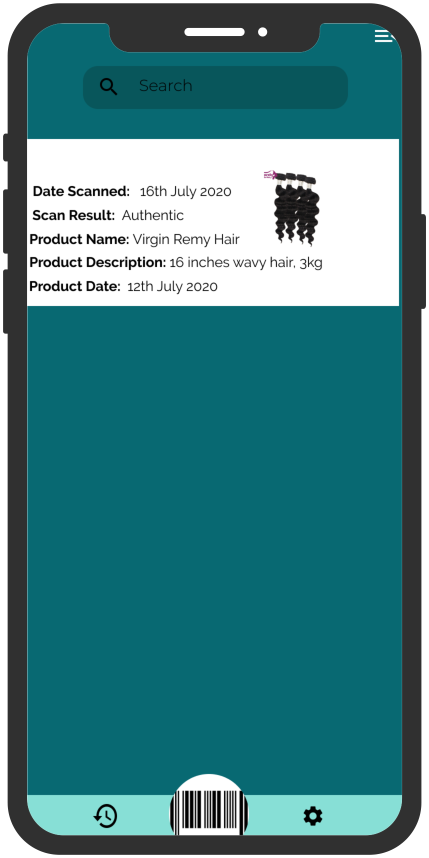 Search
Date Scanned: 16th July 2020
Scan Result: Authentic
Product Name: Virgin Remy Hair
Product Description: 16 inches wavy hair, 3kg
Product Date: 12th July 2020